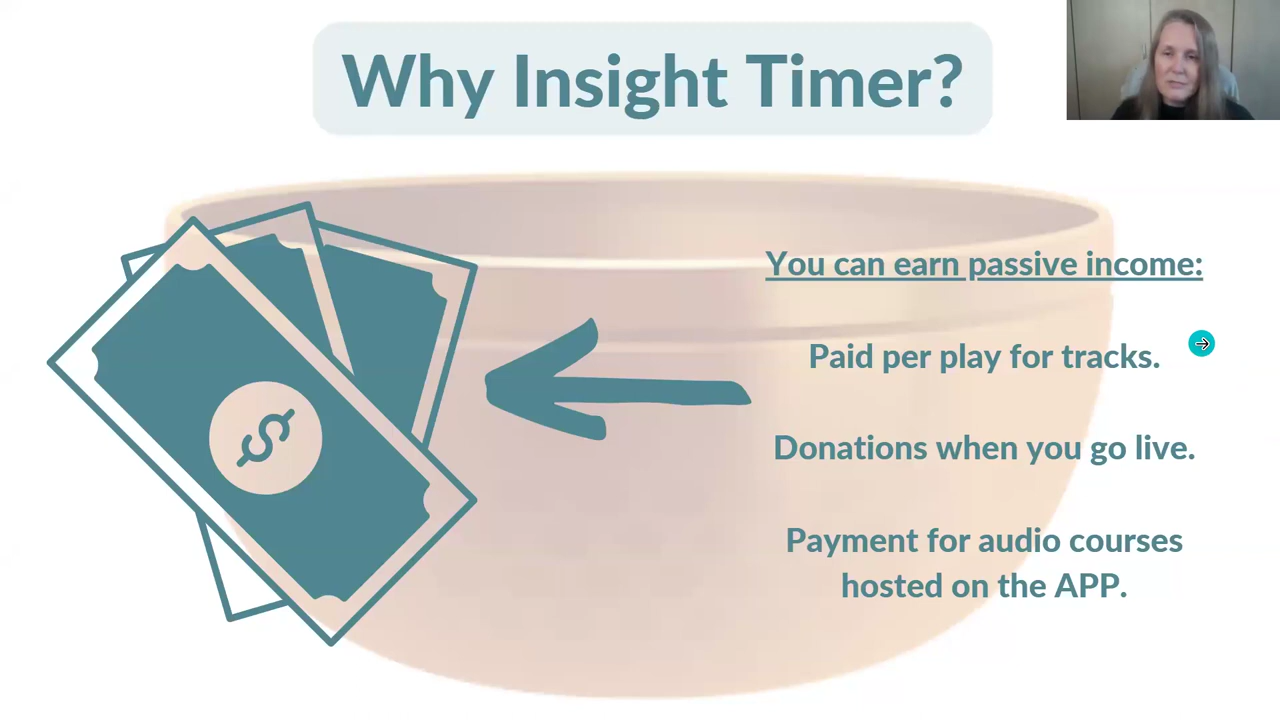 Why Insight Timer?
You can earn passive income:
Paid per play for tracks.
Donations when you go live.
Payment for audio courses
hosted on the APP.